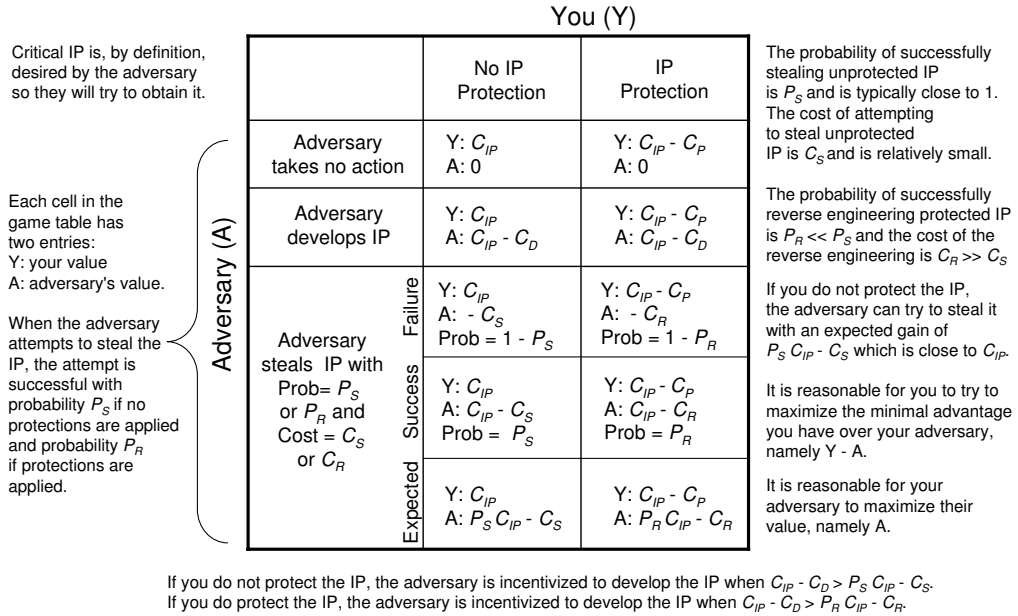 You (Y)
Critical IP is, by definition,
desired by the adversary
so they will try to obtain it.
Each cell in the
game table has
two entries:
Y: your value
A: adversary's value.
When the adversary
attempts to steal the
IP, the attempt is
successful with
probability P_S if no
protections are applied
and probability P_R
if protections are
applied.
Adversary (A)
No IP
Protection
IP
Protection
Adversary
takes no action
Y: C_IP
A: 0
Y: C_IP - C_P
A: 0
Adversary
develops IP
Y: C_IP
A: C_IP - C_D
Y: C_IP - C_P
A: C_IP - C_D
Adversary
steals IP with
Prob= P_S
or P_R and
Cost = C_S
or C_R
Failure
Y: C_IP
A: - C_S
Prob = 1 - P_S
Y: C_IP - C_P
A: - C_R
Prob = 1 - P_R
Success
Y: C_IP
A: C_IP - C_S
Prob = P_S
Y: C_IP - C_P
A: C_IP - C_R
Prob = P_R
Expected
Y: C_IP
A: P_S C_IP - C_S
Y: C_IP - C_P
A: P_R C_IP - C_R
The probability of successfully
stealing unprotected IP
is P_S and is typically close to 1.
The cost of attempting
to steal unprotected
IP is C_S and is relatively small.
The probability of successfully
reverse engineering protected IP
is P_R << P_S and the cost of the
reverse engineering is C_R >> C_S
If you do not protect the IP,
the adversary can try to steal it
with an expected gain of
P_S C_IP - C_S which is close to C_IP.
It is reasonable for you to try to
maximize the minimal advantage
you have over your adversary,
namely Y - A.
It is reasonable for your
adversary to maximize their
value, namely A.
If you do not protect the IP, the adversary is incentivized to develop the IP when C_IP - C_D > P_S C_IP - C_S.
If you do protect the IP, the adversary is incentivized to develop the IP when C_IP - C_D > P_R C_IP - C_R.